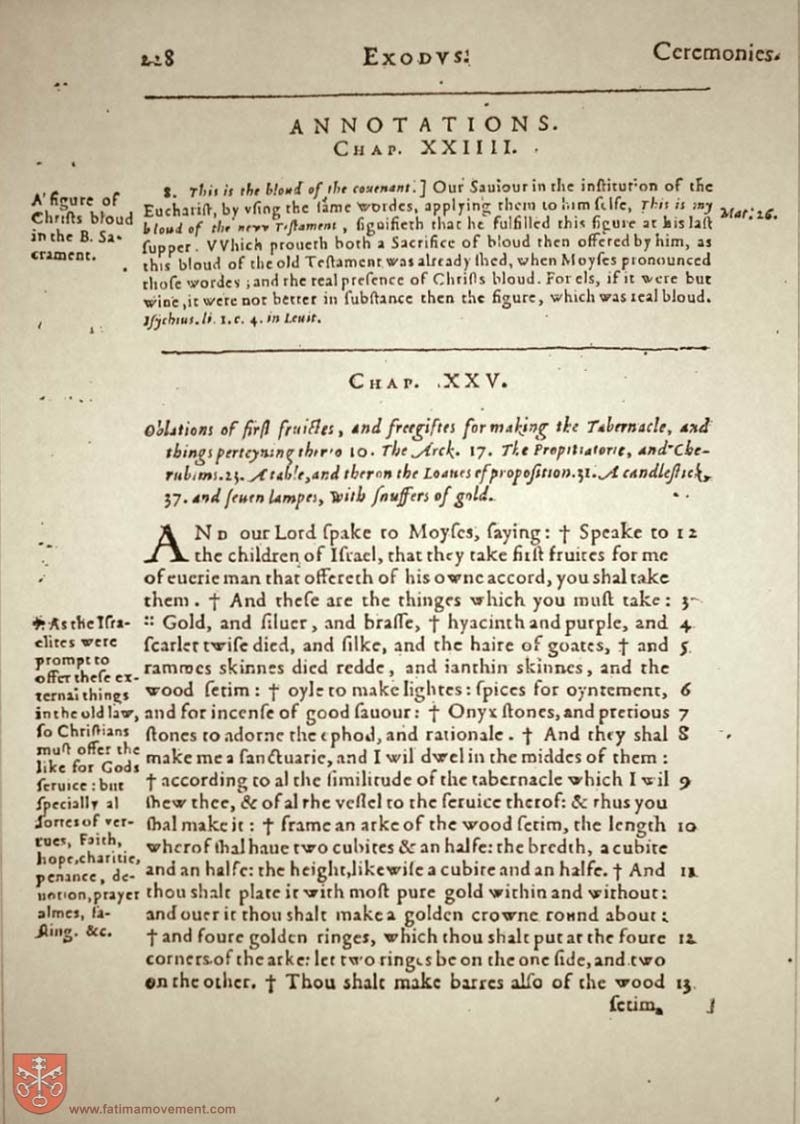 228 EXODVS. Ceremonies.
ANNOTATIONS.
CHAP. XXIIII.
A figure of
Chriſts bloud
in the B. Sa-
crament.
8. This is the bloud of the couenant.] Our Sauiour in the inſtitution of the
Euchariſt, by vſing the ſame wordes, applying them to him ſelfe, This is my
bloud of the new Teſtament, ſignifieth that he fulfilled this figure at his laſt
ſupper. VVhich proueth both a Sacrifice of bloud then offered by him, as
this bloud of the old Teſtament was already ſhed, when Moyſes pronounced
thoſe wordes; and the real preſence of Chriſts bloud. For els, if it were but
wine, it were not better in ſubſtance then the figure, which was real bloud.
Iſychius. li. 1. c. 4. in Leuit.
Mat: 26.
CHAP. XXV.
Oblations of firſt fruictes, and freegiftes for making the Tabernacle, and
things perteyning therto 10. The Arck. 17. The Propitiatorie, and Che-
rubims. 23. A table, and theron the Loaues of propoſition. 31. A candleſtick,
37. and ſeuen lampes, with ſnuffers of gold.
AND our Lord ſpake to Moyſes, ſaying: † Speake to 1 2
the children of Iſrael, that they take firſt fruites for me
of euerie man that offereth of his owne accord, you shal take
them. † And theſe are the thinges which you muſt take: 3
:: Gold, and ſiluer, and braſſe, † hyacinth and purple, and 4
ſcarlet twiſe died, and ſilke, and the haire of goates, † and 5
rammes skinnes died redde, and ianthin skinnes, and the
wood ſetim: † oyle to make lightes: ſpices for oyntement, 6
and for incenſe of good ſauour: † Onyx ſtones, and pretious 7
ſtones to adorne the ephod, and rationale. † And they shal 8
make me a ſanctuarie, and I wil dwel in the middes of them:
† according to al the ſimilitude of the tabernacle which I wil 9
shew thee, & of al the veſſel to the ſeruice therof: & thus you
shal make it: † frame an arke of the wood ſetim, the length 10
wherof shal haue two cubites & an halfe: the bredth, a cubite
and an halfe: the height, likewiſe a cubite and an halfe. † And 11
thou shalt plate it with moſt pure gold within and without:
and ouer it thou shalt make a golden crowne round about:
† and foure golden ringes, which thou shalt put at the foure 12
corners of the arke: let two ringes be on the one ſide, and two
on the other. † Thou shalt make barres alſo of the wood 13
ſetim,
As the Iſra-
elites were
prompt to
offer theſe ex-
ternal things
in the old law,
ſo Chriſtians
muſt offer the
like for Gods
ſeruice: but
ſpecially al
ſortes of ver-
tues, Faith,
hope, charitie,
penance, de-
uotion, prayer
almes, fa-
ſting. &c.
www.fatimamovement.com